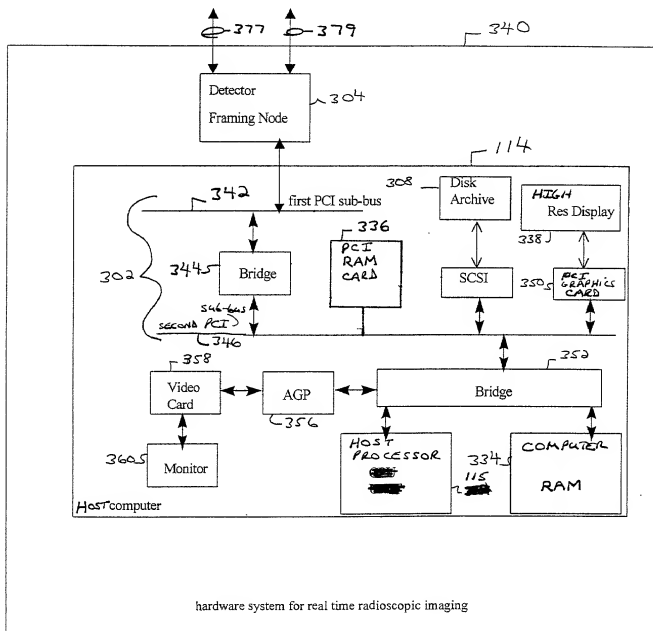 377
379
340
Detector
Framing Node
304
114
342
first PCI sub-bus
308
Disk
Archive
HIGH
Res Display
338
336
PCI
RAM
CARD
302
344
Bridge
SCSI
350
PCI
GRAPHICS
CARD
sub-bus
SECOND PCI
346
352
358
Video
Card
AGP
356
Bridge
360
Monitor
HOST
PROCESSOR
115
334
COMPUTER
RAM
HOST computer
hardware system for real time radioscopic imaging